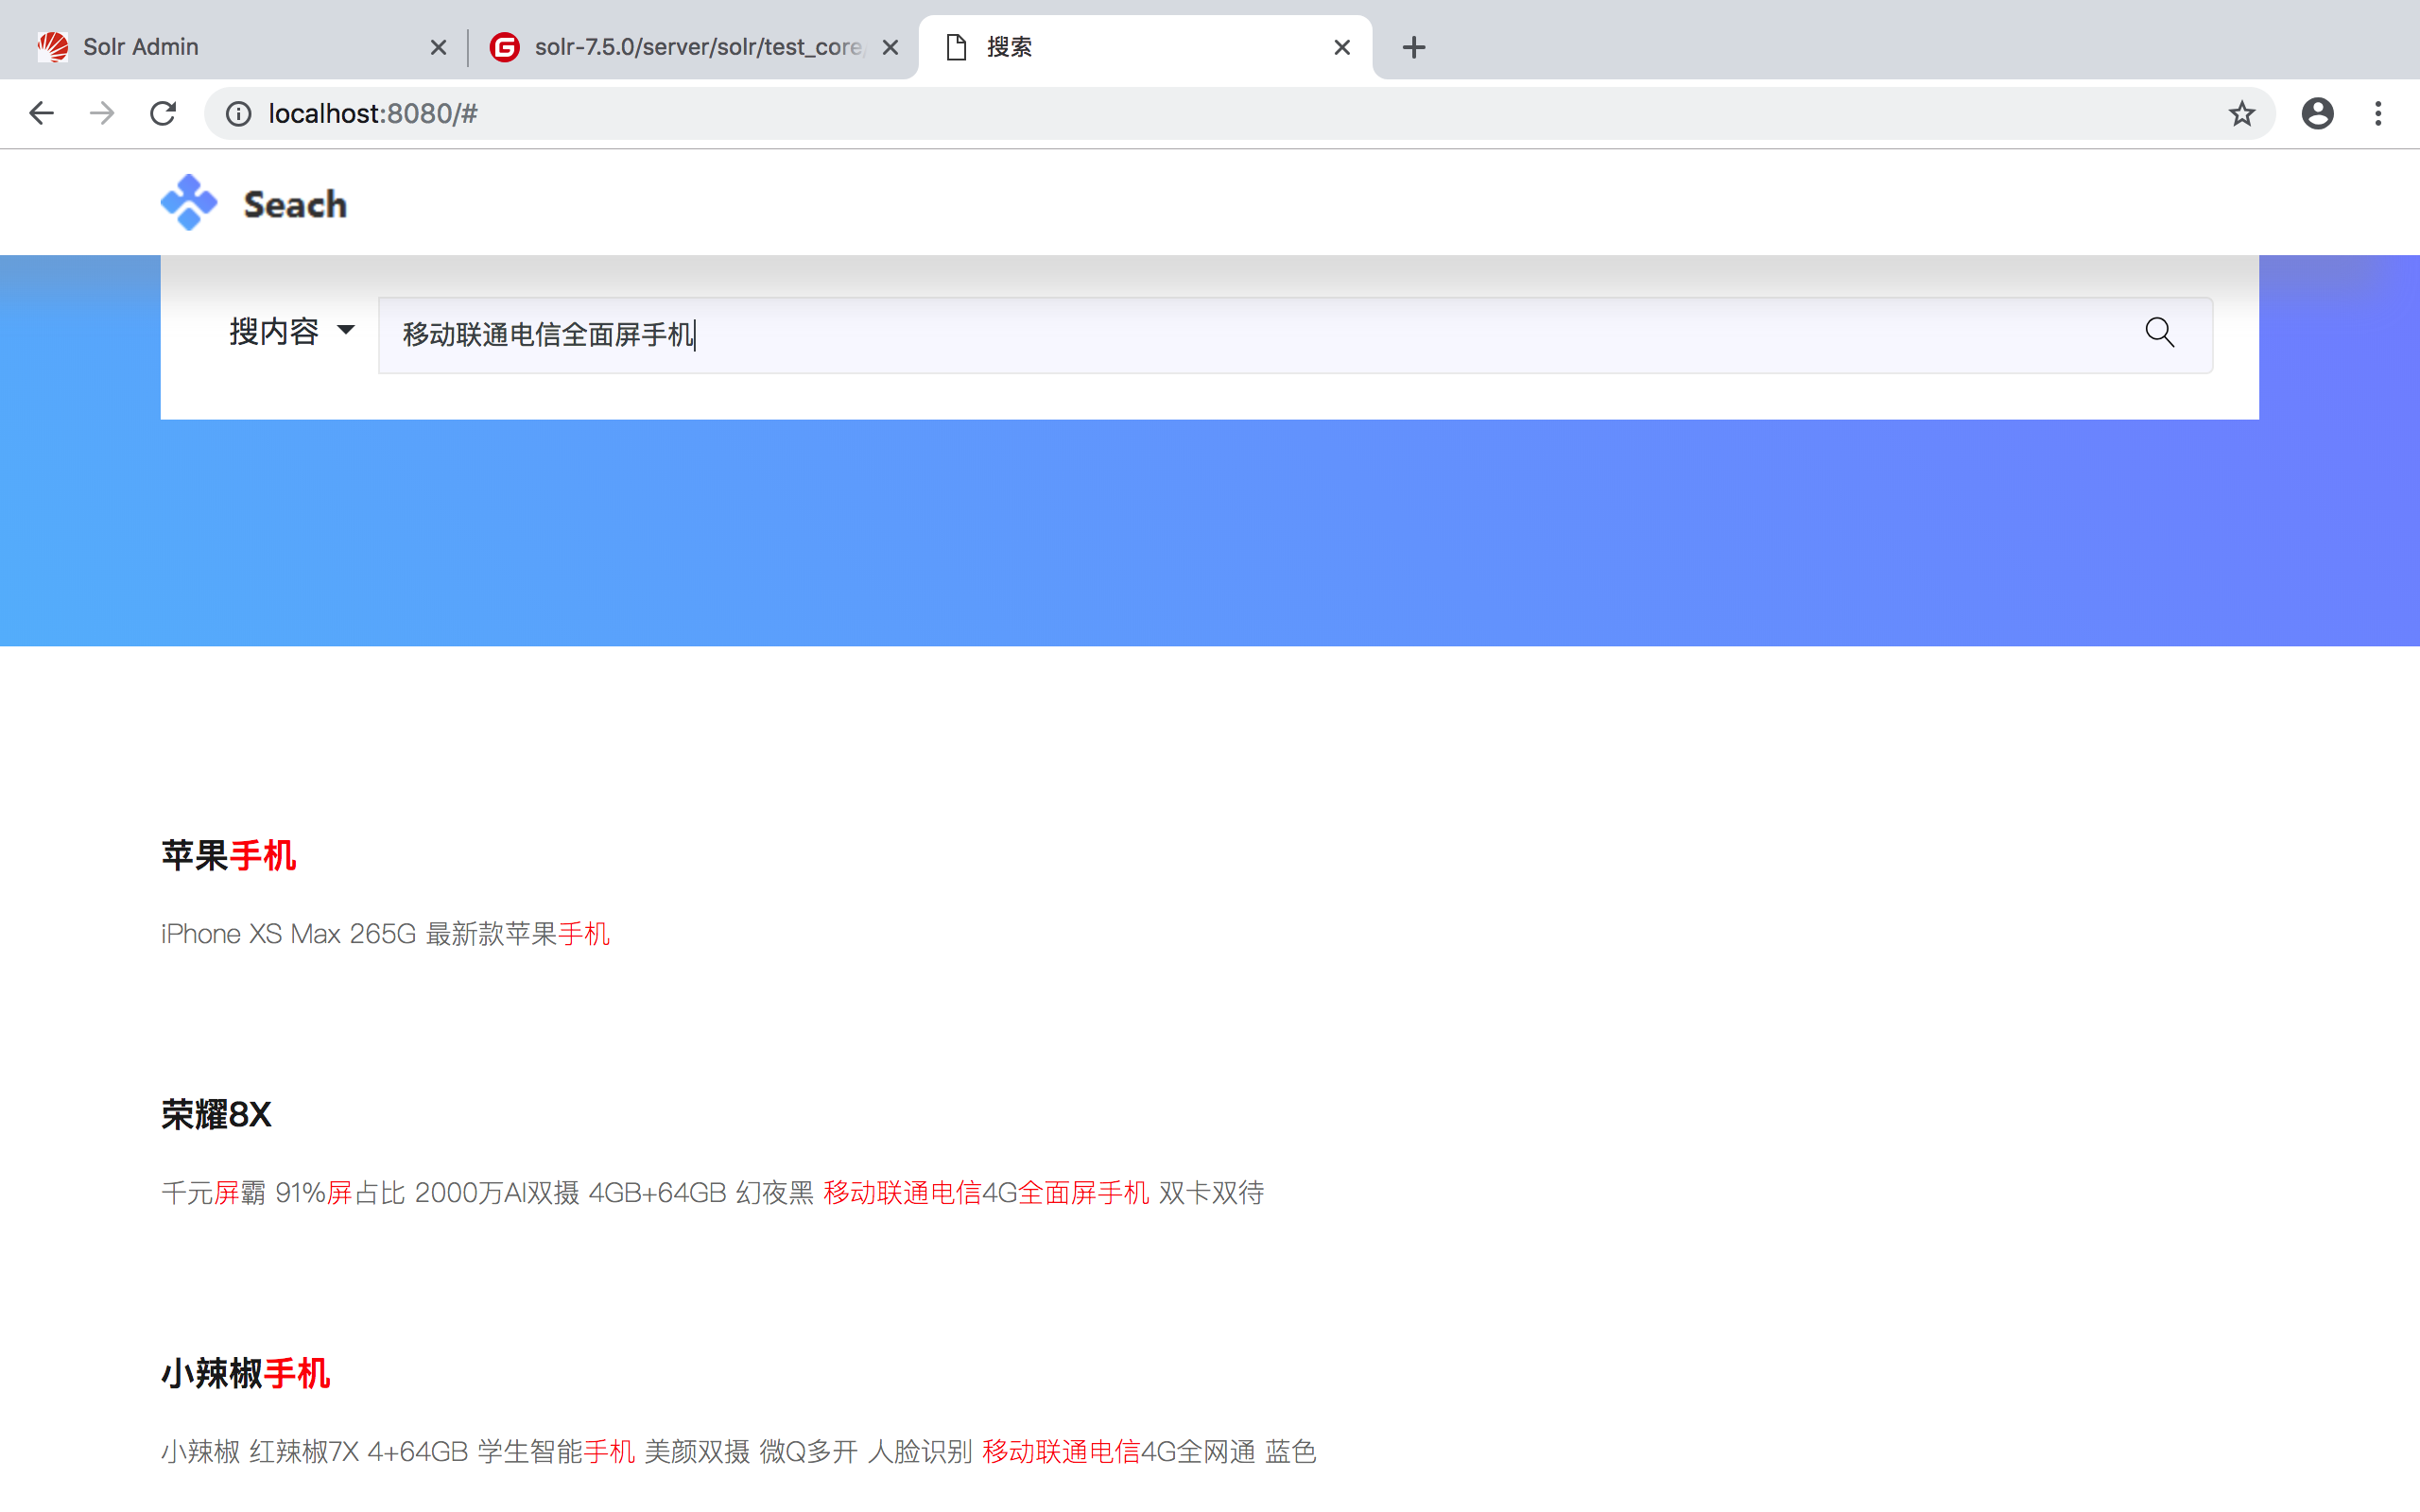 Solr Admin
solr-7.5.0/server/solr/test_core
搜索
localhost:8080/#
Seach
搜内容
移动联通电信全面屏手机
苹果手机
iPhone XS Max 265G 最新款苹果手机
荣耀8X
千元屏霸 91%屏占比 2000万AI双摄 4GB+64GB 幻夜黑 移动联通电信4G全面屏手机 双卡双待
小辣椒手机
小辣椒 红辣椒7X 4+64GB 学生智能手机 美颜双摄 微Q多开 人脸识别 移动联通电信4G全网通 蓝色